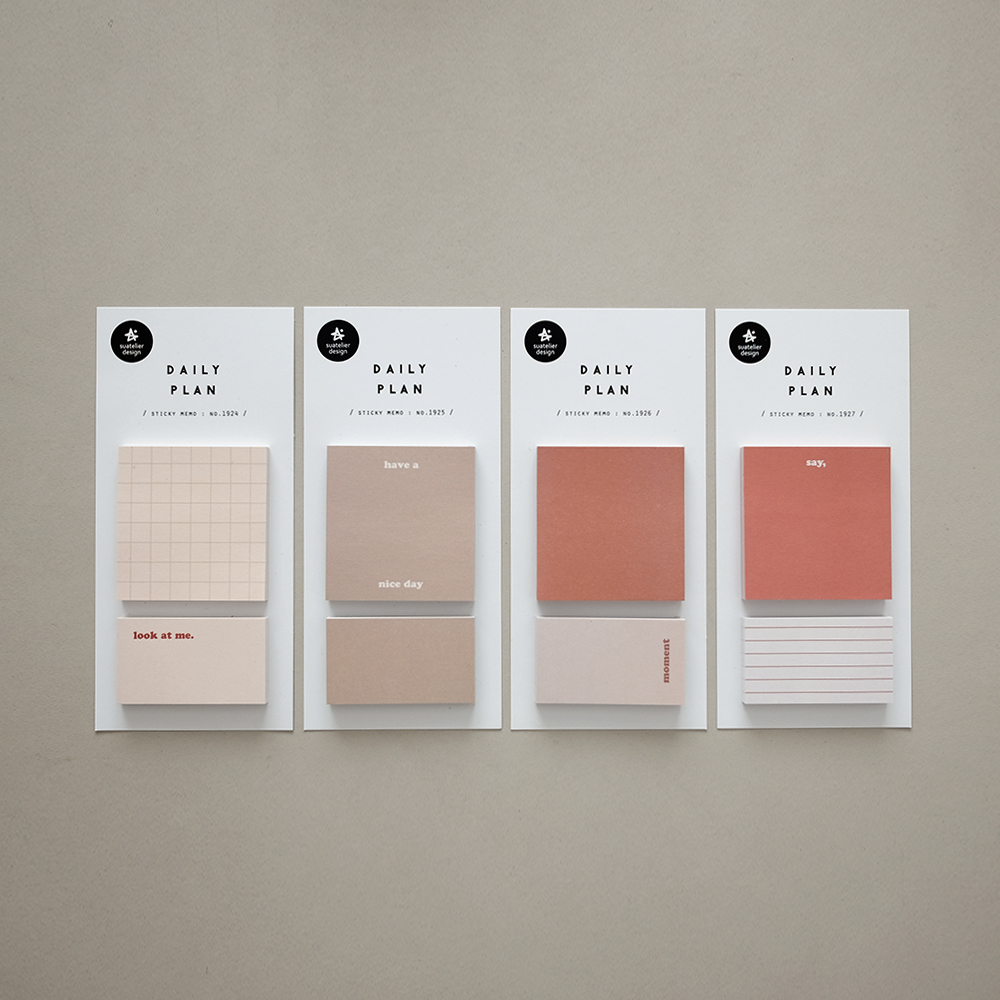 suatelier
design
DAILY
PLAN
/ STICKY MEMO : NO.1924 /
look at me.
suatelier
design
DAILY
PLAN
/ STICKY MEMO : NO.1925 /
have a
nice day
suatelier
design
DAILY
PLAN
/ STICKY MEMO : NO.1926 /
moment
suatelier
design
DAILY
PLAN
/ STICKY MEMO : NO.1927 /
say,